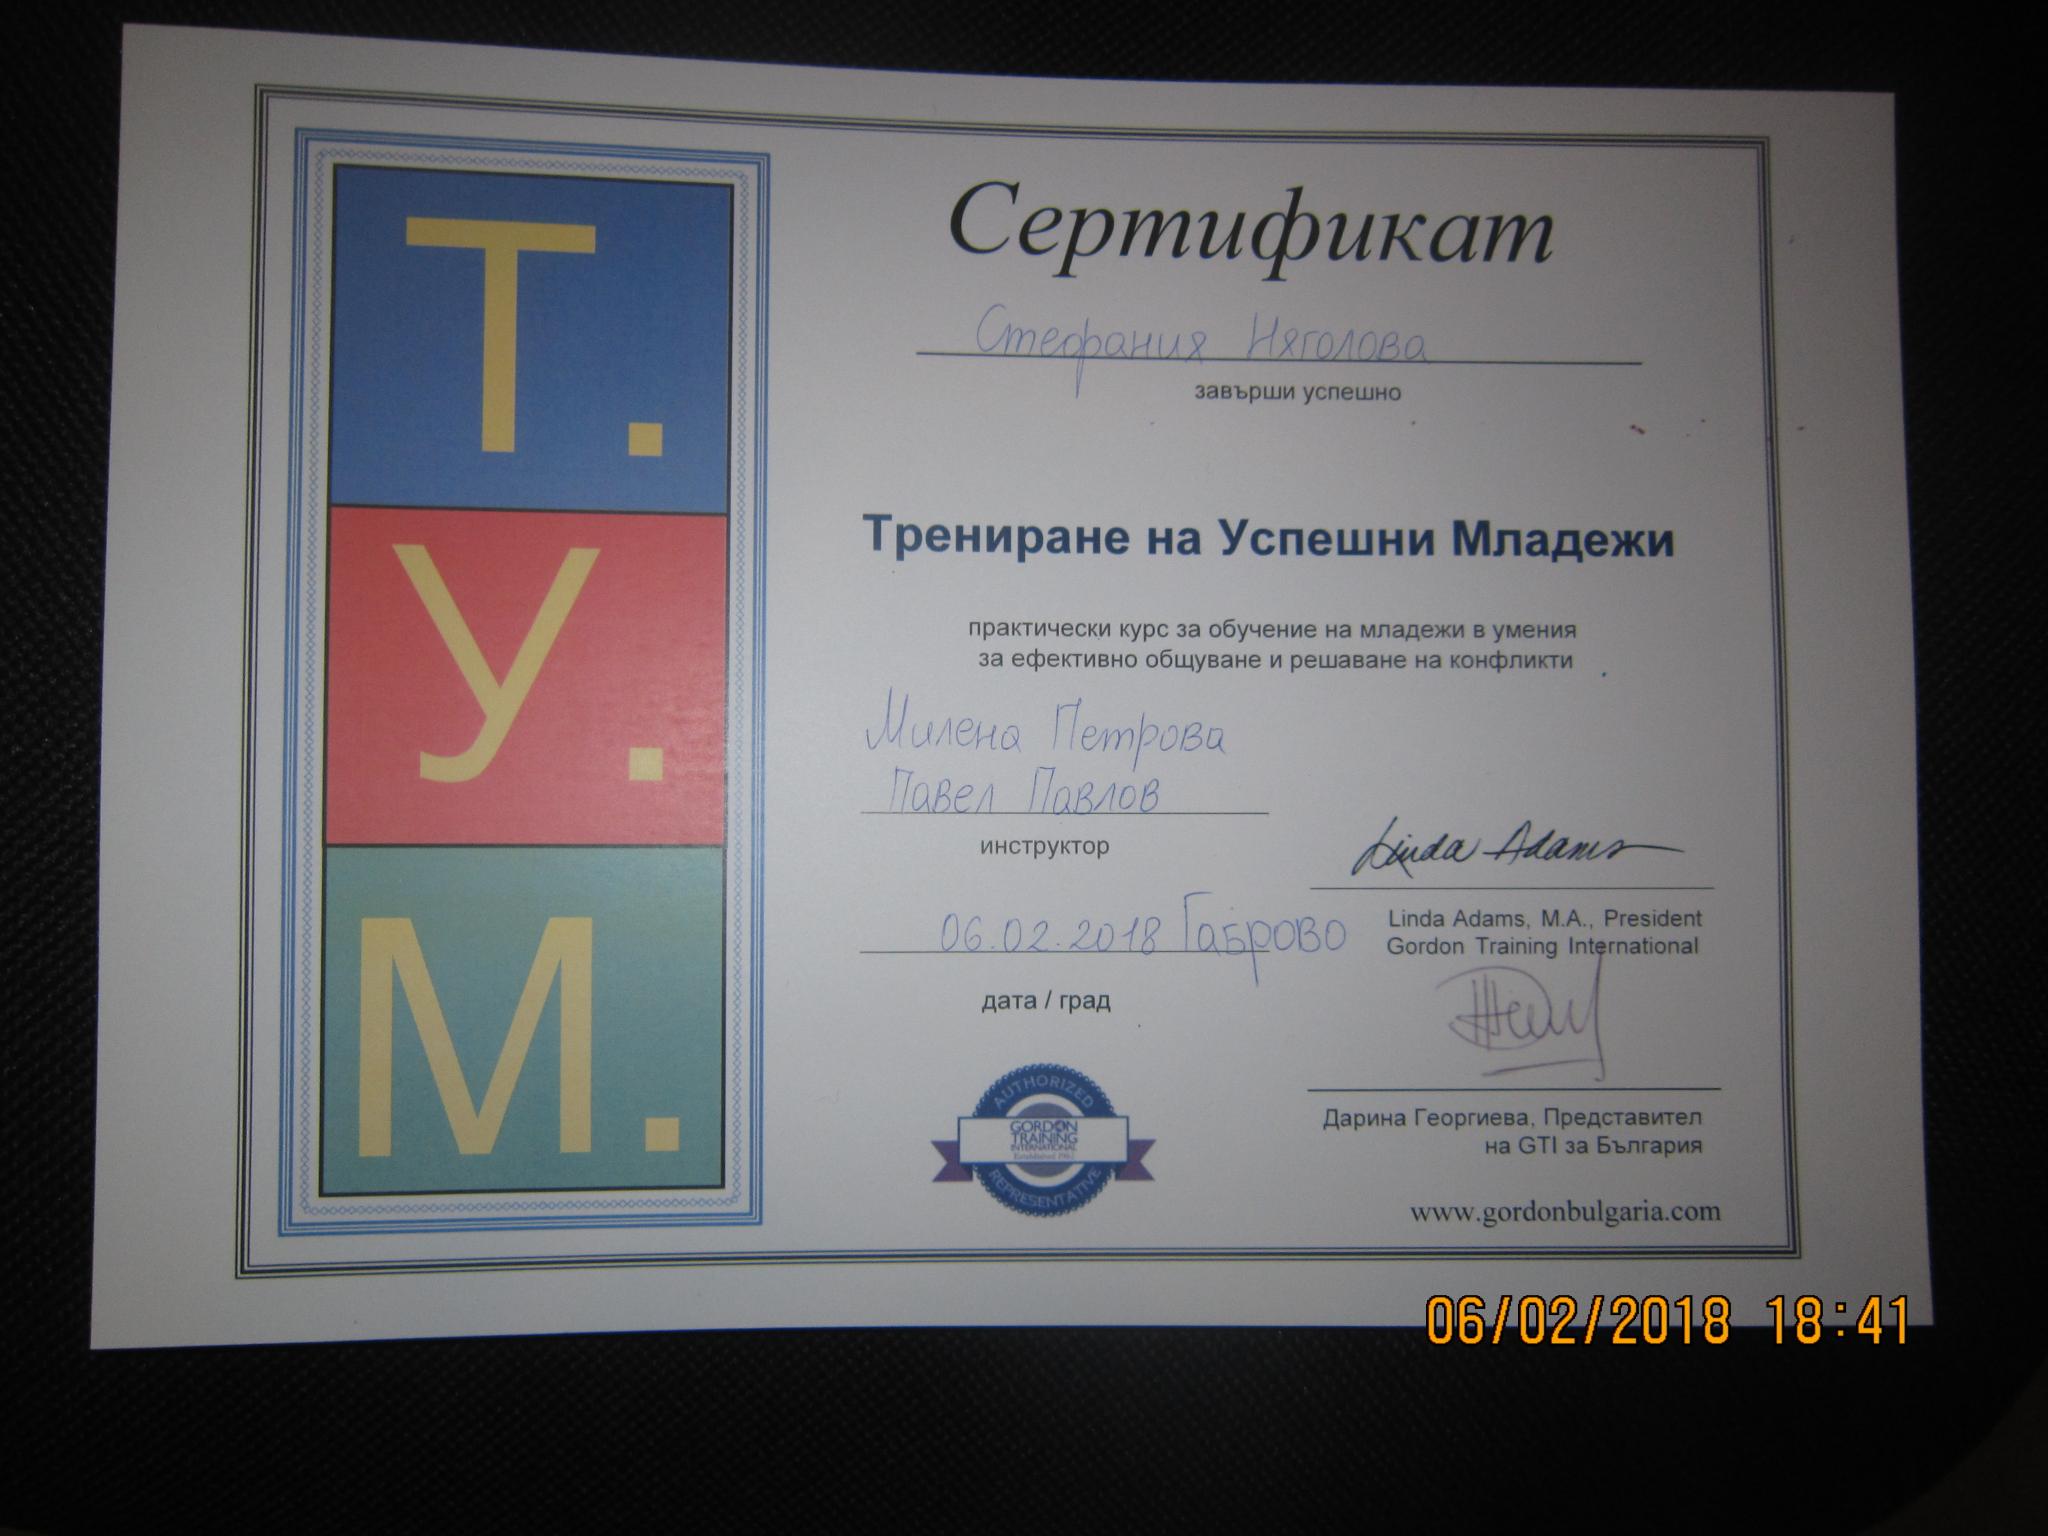 Т.
У.
М.
Сертификат
Стефания Няголова
завърши успешно
Трениране на Успешни Младежи
практически курс за обучение на младежи в умения
за ефективно общуване и решаване на конфликти
Милена Петрова
Павел Павлов
инструктор
Linda Adams
Linda Adams, M.A., President
Gordon Training International
06.02.2018 Габрово
дата / град
AUTHORIZED
GORDON
TRAINING
INTERNATIONAL
Established 1962
REPRESENTATIVE
Дарина Георгиева, Представител
на GTI за България
www.gordonbulgaria.com
06/02/2018 18:41